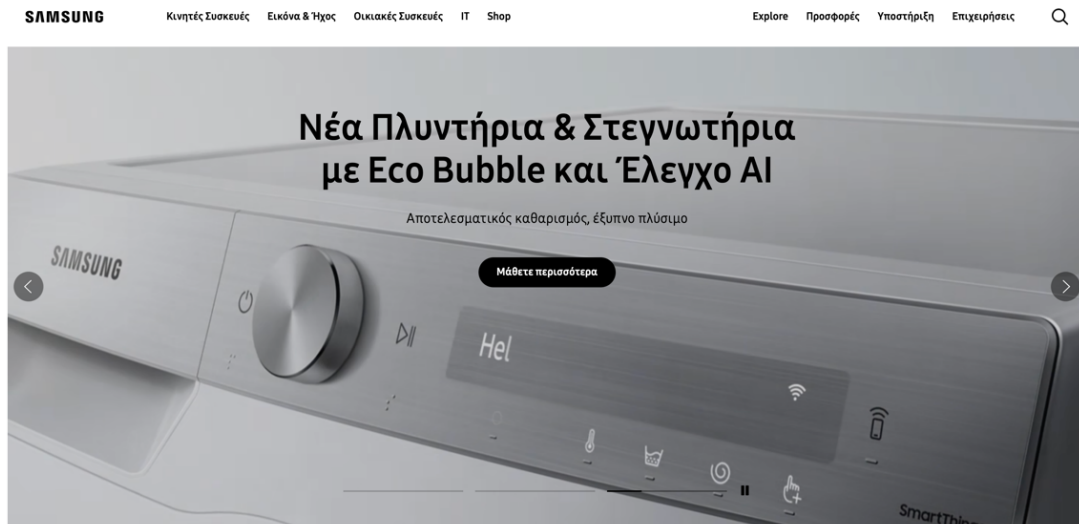 SAMSUNG
Κινητές Συσκευές Εικόνα & Ήχος Οικιακές Συσκευές IT Shop Explore Προσφορές Υποστήριξη Επιχειρήσεις
Νέα Πλυντήρια & Στεγνωτήρια
με Eco Bubble και Έλεγχο AI
Αποτελεσματικός καθαρισμός, έξυπνο πλύσιμο
Μάθετε περισσότερα
SAMSUNG
Hel